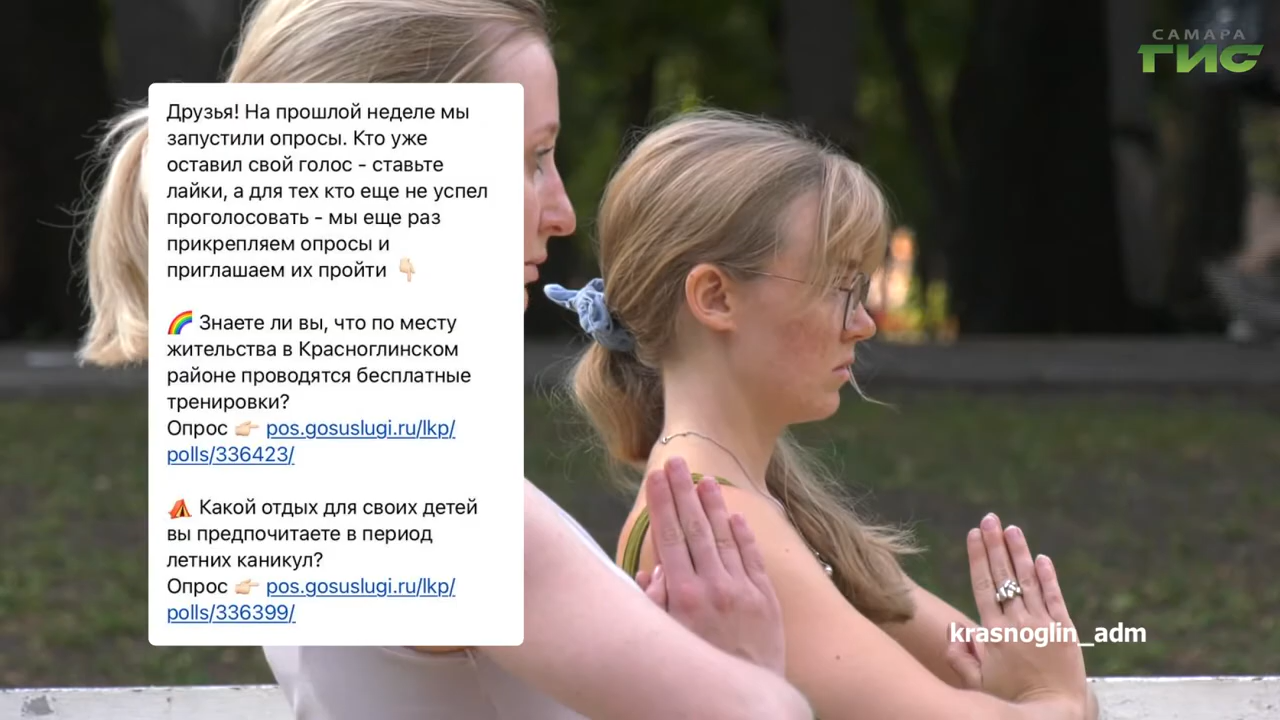 САМАРА
ГИС
Друзья! На прошлой неделе мы
запустили опросы. Кто уже
оставил свой голос - ставьте
лайки, а для тех кто еще не успел
проголосовать - мы еще раз
прикрепляем опросы и
приглашаем их пройти 👇🏻
🌈 Знаете ли вы, что по месту
жительства в Красноглинском
районе проводятся бесплатные
тренировки?
Опрос 👉🏻 pos.gosuslugi.ru/lkp/
polls/336423/
⛺ Какой отдых для своих детей
вы предпочитаете в период
летних каникул?
Опрос 👉🏻 pos.gosuslugi.ru/lkp/
polls/336399/
krasnoglin_adm